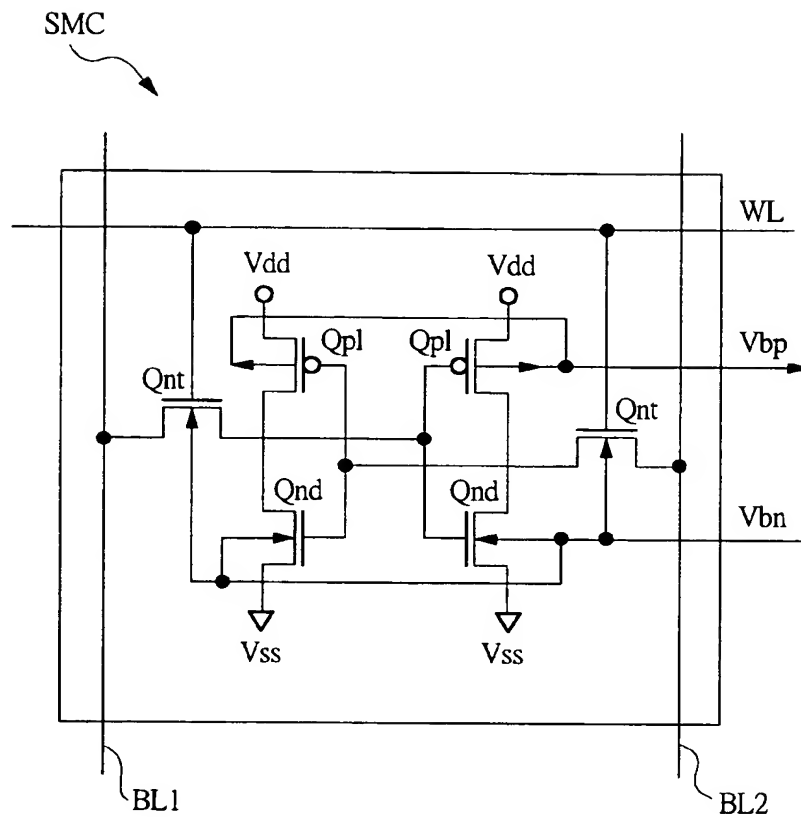 SMC
WL
Vdd
Vdd
Qpl
Qpl
Vbp
Qnt
Qnt
Qnd
Qnd
Vbn
Vss
Vss
BL1
BL2